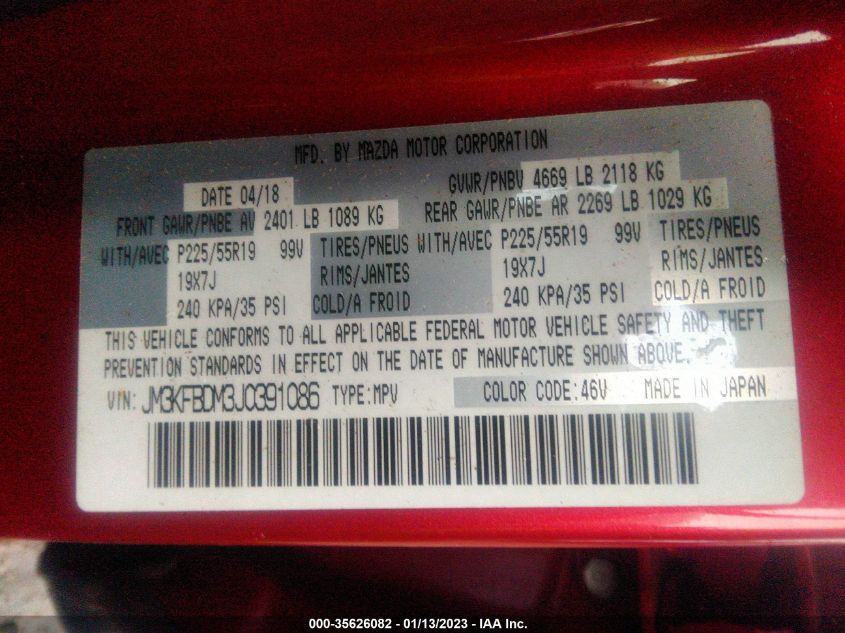 MFD. BY MAZDA MOTOR CORPORATION
DATE 04/18 GVWR/PNBV 4669 LB 2118 KG
FRONT GAWR/PNBE AV 2401 LB 1089 KG REAR GAWR/PNBE AR 2269 LB 1029 KG
WITH/AVEC P225/55R19 99V TIRES/PNEUS WITH/AVEC P225/55R19 99V TIRES/PNEUS
19X7J RIMS/JANTES 19X7J RIMS/JANTES
240 KPA/35 PSI COLD/A FROID 240 KPA/35 PSI COLD/A FROID
THIS VEHICLE CONFORMS TO ALL APPLICABLE FEDERAL MOTOR VEHICLE SAFETY AND THEFT
PREVENTION STANDARDS IN EFFECT ON THE DATE OF MANUFACTURE SHOWN ABOVE.
VIN: JM3KFBDM3J0391086 TYPE:MPV COLOR CODE:46V MADE IN JAPAN
000-35626082 - 01/13/2023 - IAA Inc.